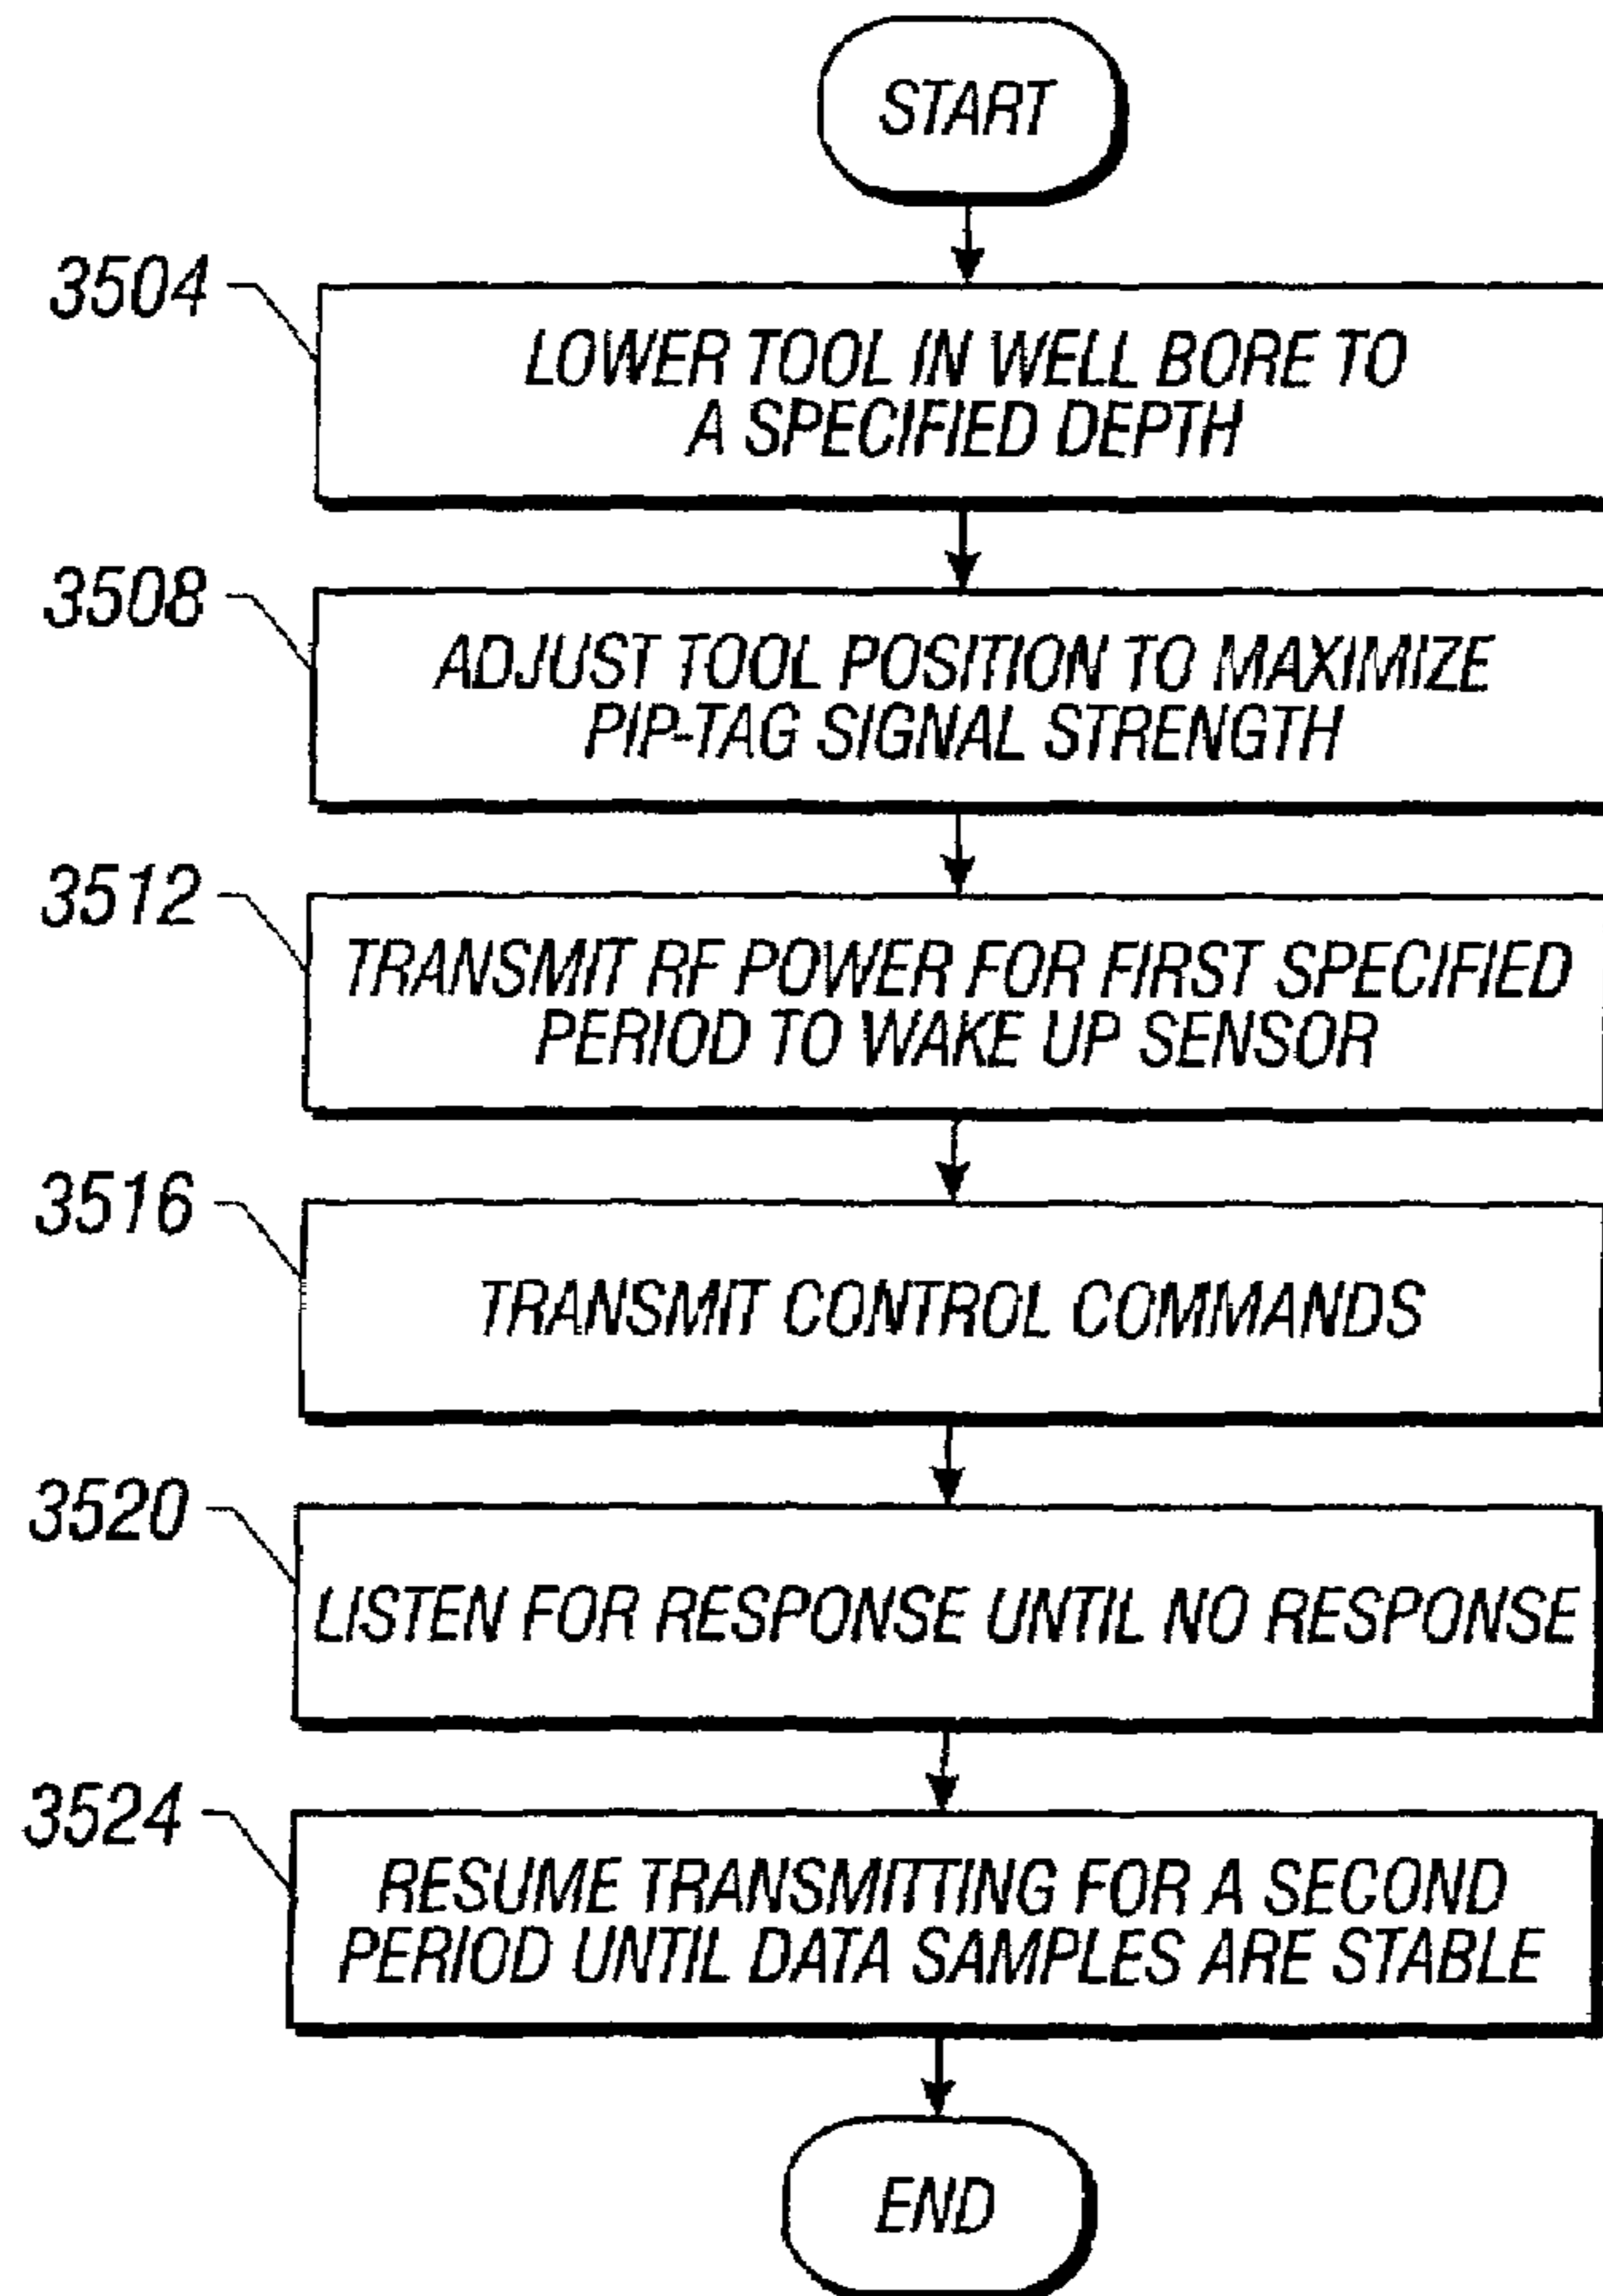 START
3504
LOWER TOOL IN WELL BORE TO
A SPECIFIED DEPTH
3508
ADJUST TOOL POSITION TO MAXIMIZE
PIP-TAG SIGNAL STRENGTH
3512
TRANSMIT RF POWER FOR FIRST SPECIFIED
PERIOD TO WAKE UP SENSOR
3516
TRANSMIT CONTROL COMMANDS
3520
LISTEN FOR RESPONSE UNTIL NO RESPONSE
3524
RESUME TRANSMITTING FOR A SECOND
PERIOD UNTIL DATA SAMPLES ARE STABLE
END